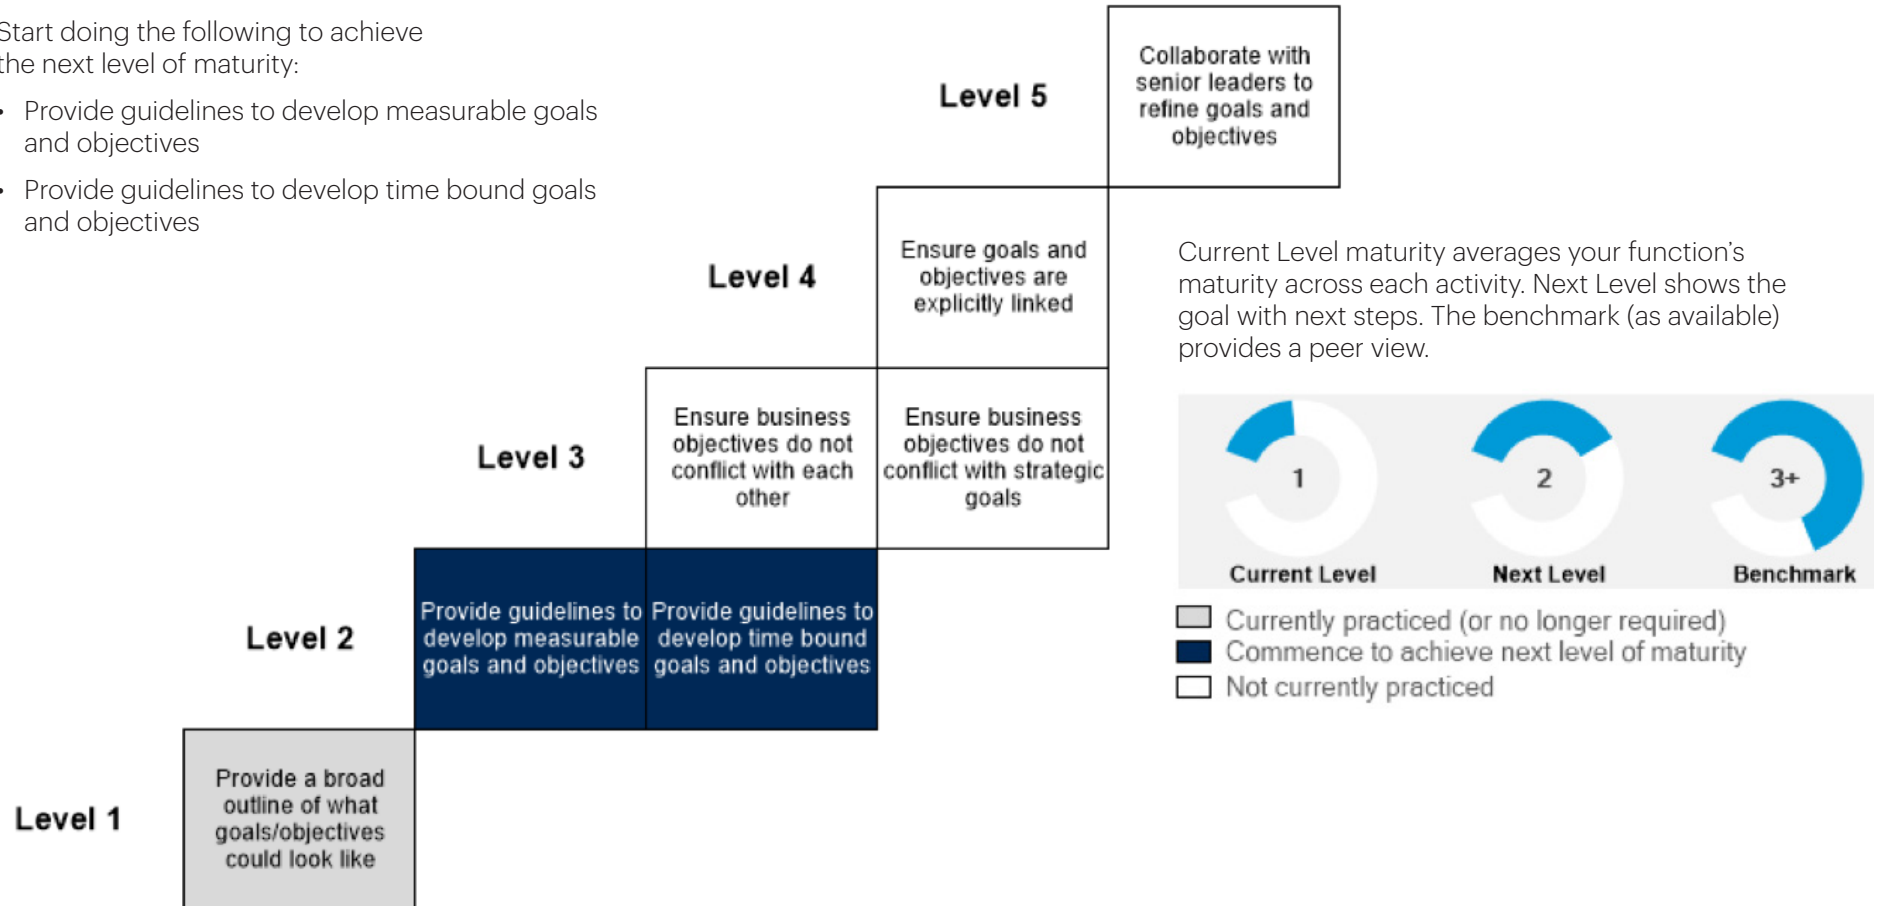 Start doing the following to achieve
the next level of maturity:
• Provide guidelines to develop measurable goals
and objectives
• Provide guidelines to develop time bound goals
and objectives
Level 5
Collaborate with
senior leaders to
refine goals and
objectives
Level 4
Ensure goals and
objectives are
explicitly linked
Current Level maturity averages your function's
maturity across each activity. Next Level shows the
goal with next steps. The benchmark (as available)
provides a peer view.
Level 3
Ensure business
objectives do not
conflict with each
other
Ensure business
objectives do not
conflict with strategic
goals
1
2
3+
Current Level
Next Level
Benchmark
Currently practiced (or no longer required)
Commence to achieve next level of maturity
Not currently practiced
Level 2
Provide guidelines to
develop measurable
goals and objectives
Provide guidelines to
develop time bound
goals and objectives
Level 1
Provide a broad
outline of what
goals/objectives
could look like